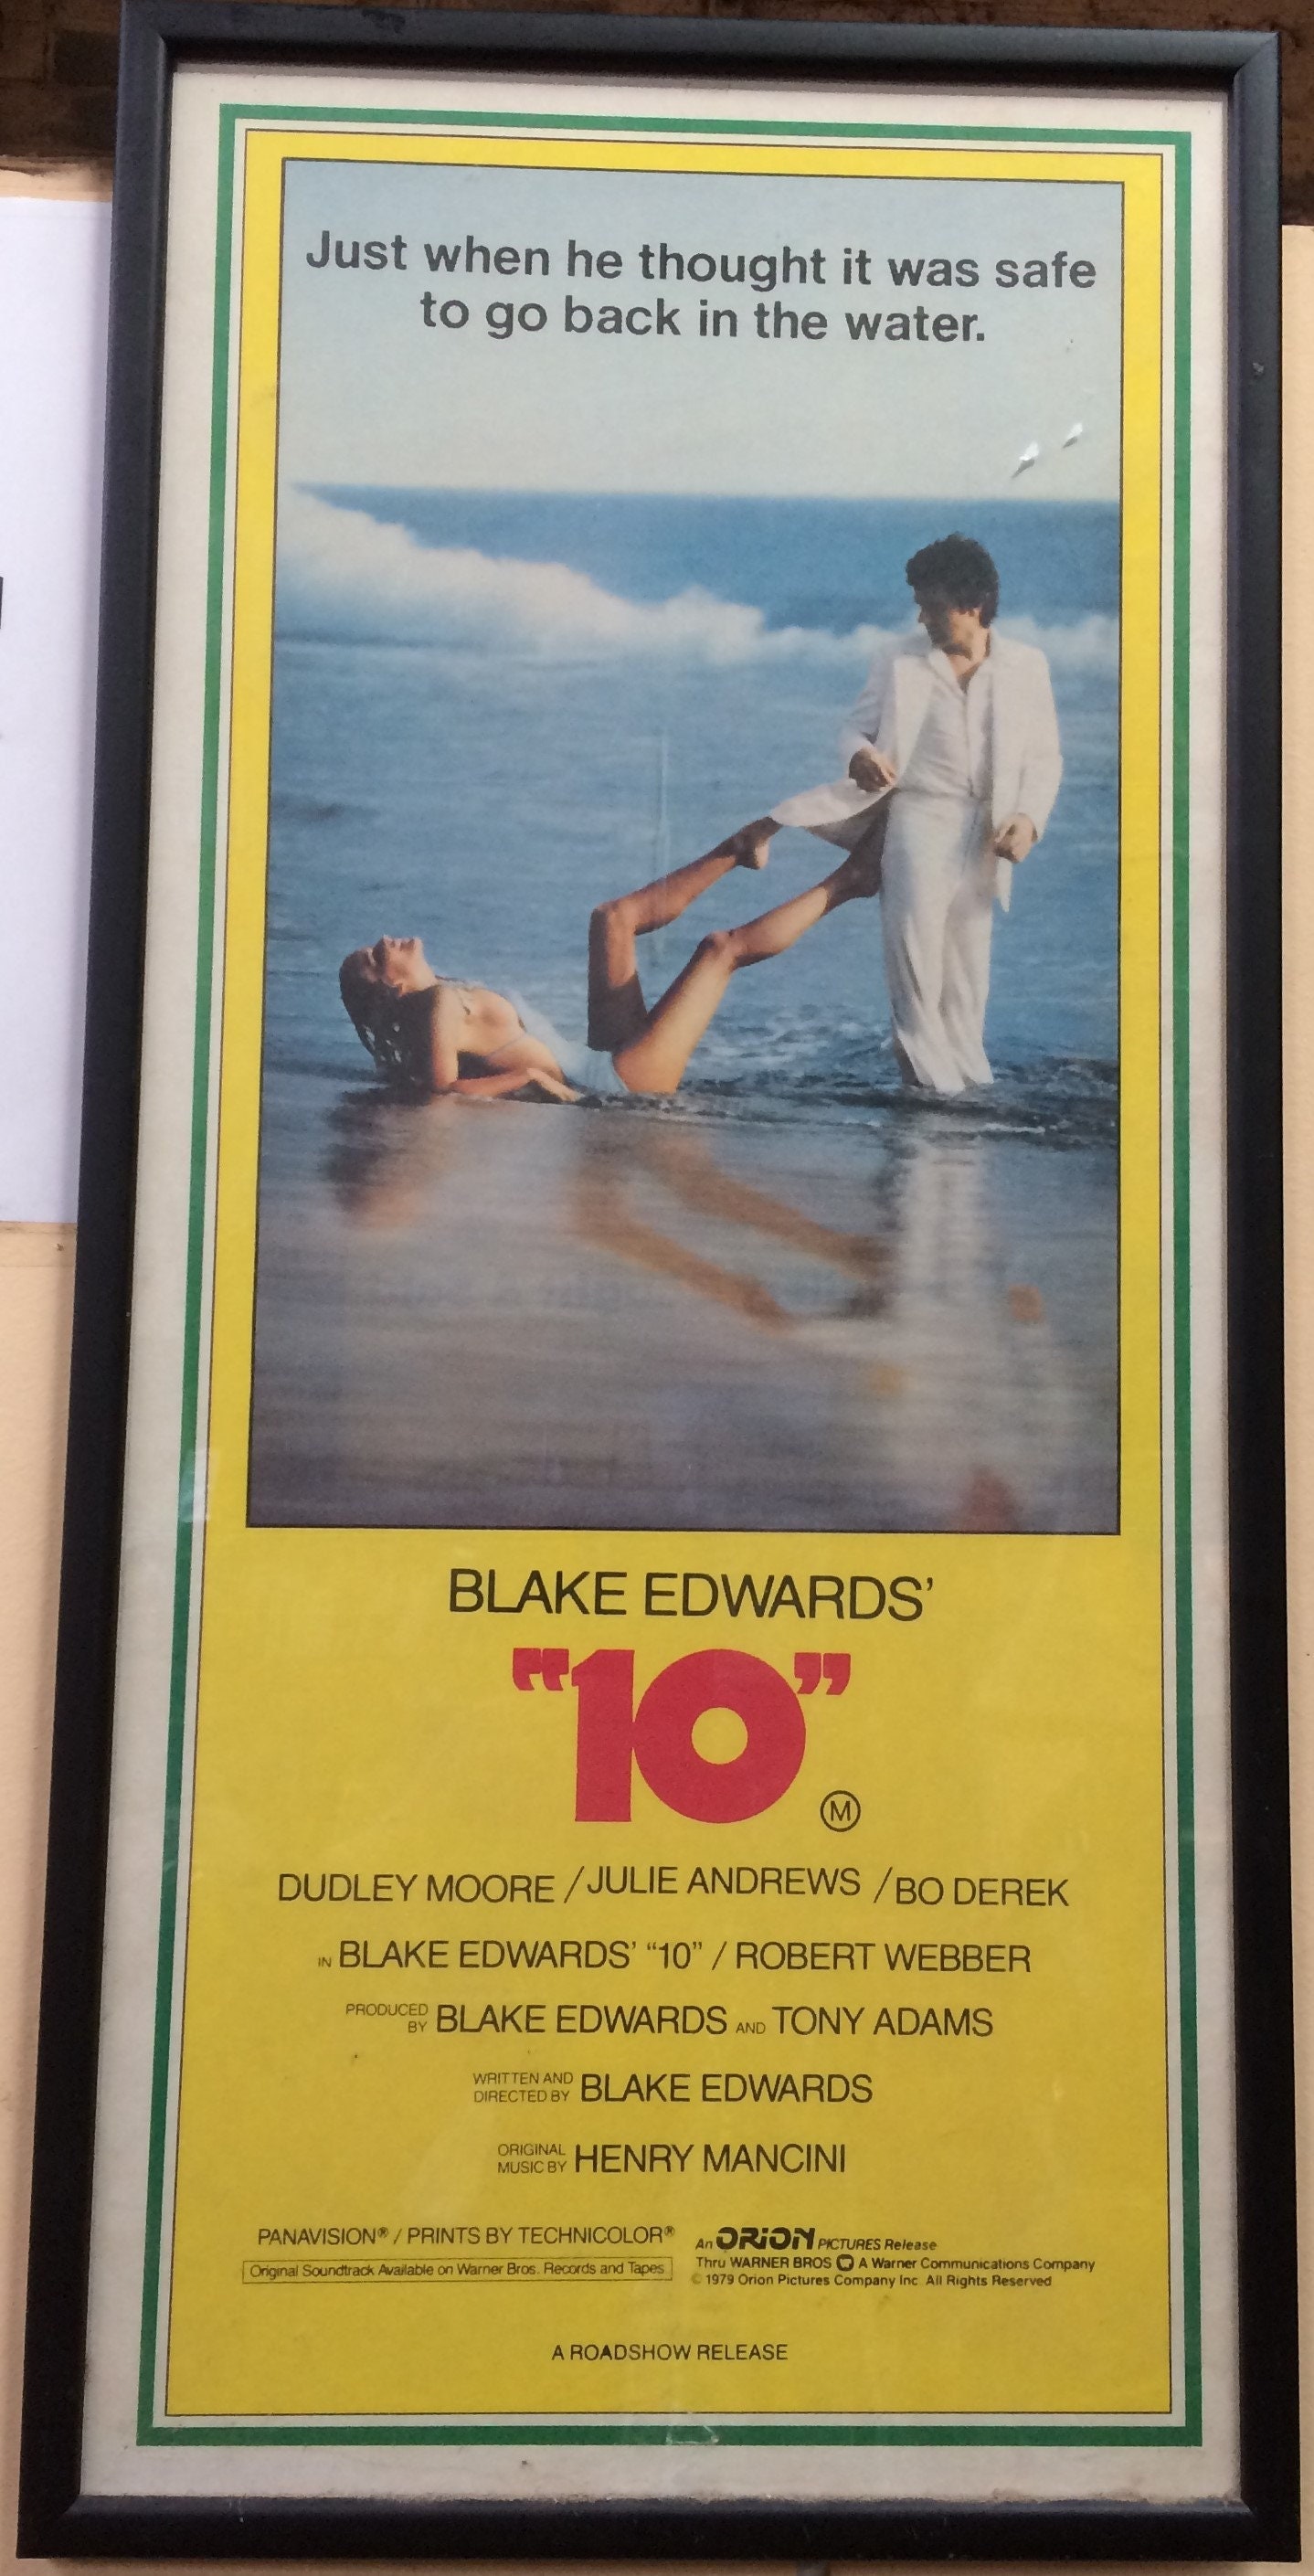 Just when he thought it was safe
to go back in the water.
BLAKE EDWARDS’
“10”
M
DUDLEY MOORE / JULIE ANDREWS / BO DEREK
IN BLAKE EDWARDS’ “10” / ROBERT WEBBER
PRODUCED BY BLAKE EDWARDS AND TONY ADAMS
WRITTEN AND DIRECTED BY BLAKE EDWARDS
ORIGINAL MUSIC BY HENRY MANCINI
PANAVISION® / PRINTS BY TECHNICOLOR®
Original Soundtrack Available on Warner Bros. Records and Tapes
An ORION PICTURES Release
Thru WARNER BROS A Warner Communications Company
© 1979 Orion Pictures Company Inc. All Rights Reserved
A ROADSHOW RELEASE